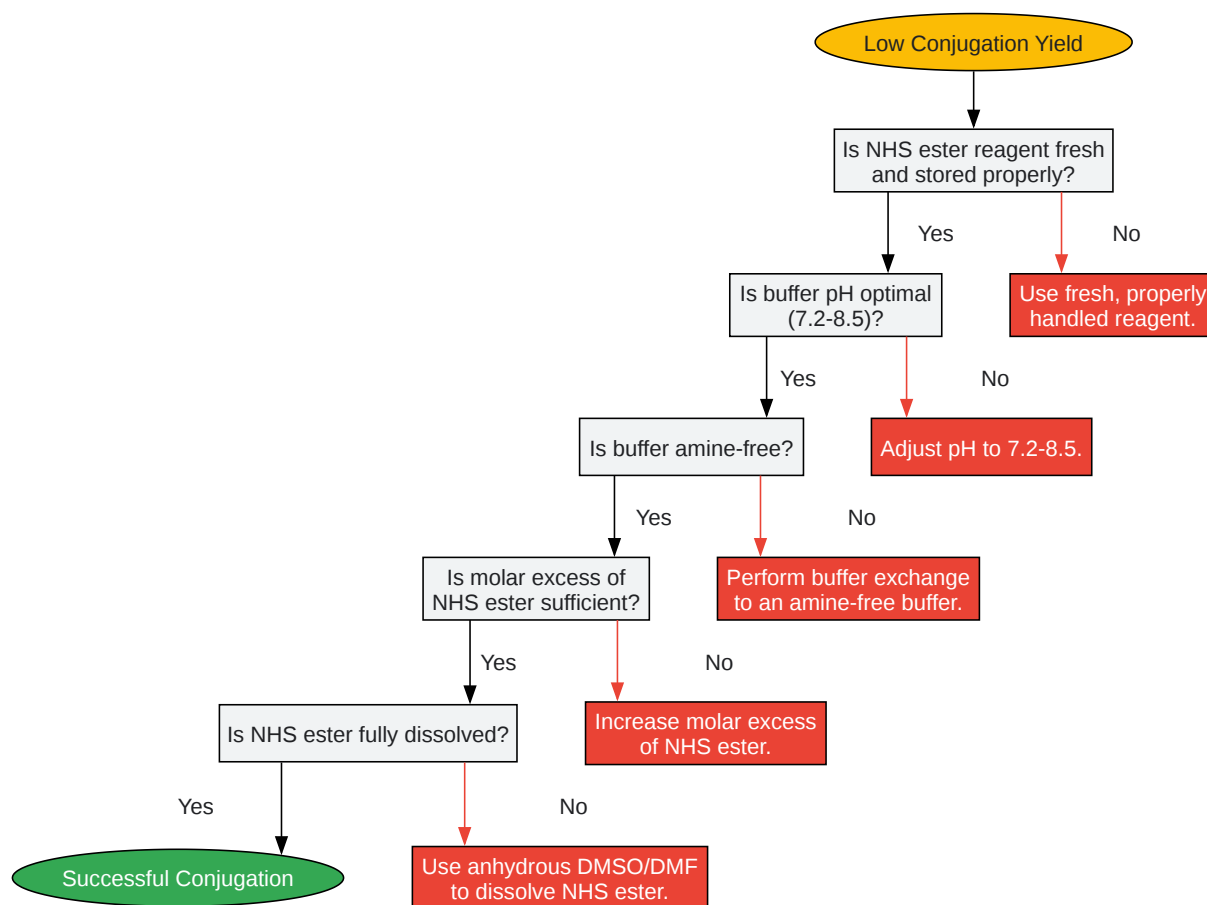 Low Conjugation Yield
Is NHS ester reagent fresh
and stored properly?
Yes
No
Is buffer pH optimal
(7.2-8.5)?
Use fresh, properly
handled reagent.
Yes
No
Is buffer amine-free?
Adjust pH to 7.2-8.5.
Yes
No
Is molar excess of
NHS ester sufficient?
Perform buffer exchange
to an amine-free buffer.
Yes
No
Is NHS ester fully dissolved?
Increase molar excess
of NHS ester.
Yes
No
Successful Conjugation
Use anhydrous DMSO/DMF
to dissolve NHS ester.